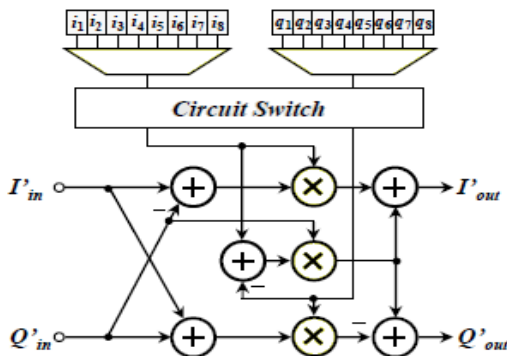 i1 i2 i3 i4 i5 i6 i7 i8 q1 q2 q3 q4 q5 q6 q7 q8
Circuit Switch
I'in + × + I'out
−
+ ×
−
Q'in + × − + Q'out